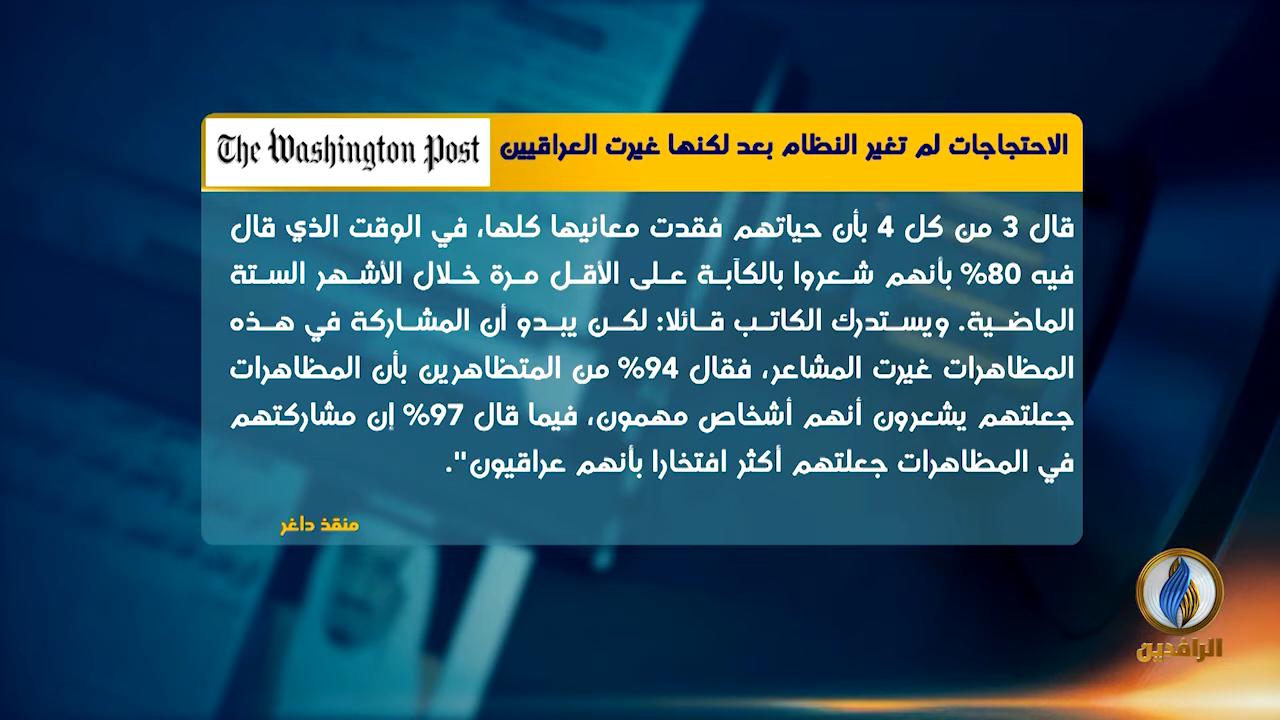 الاحتجاجات لم تغير النظام بعد لكنها غيرت العراقيين
The Washington Post
قال 3 من كل 4 بأن حياتهم فقدت معانيها كلها، في الوقت الذي قال
فيه 80% بأنهم شعروا بالكآبة على الأقل مرة خلال الأشهر الستة
الماضية. ويستدرك الكاتب قائلا: لكن يبدو أن المشاركة في هذه
المظاهرات غيرت المشاعر، فقال 94% من المتظاهرين بأن المظاهرات
جعلتهم يشعرون أنهم أشخاص مهمون، فيما قال 97% إن مشاركتهم
في المظاهرات جعلتهم أكثر افتخارا بأنهم عراقيون".
منقذ داغر
الرافدين